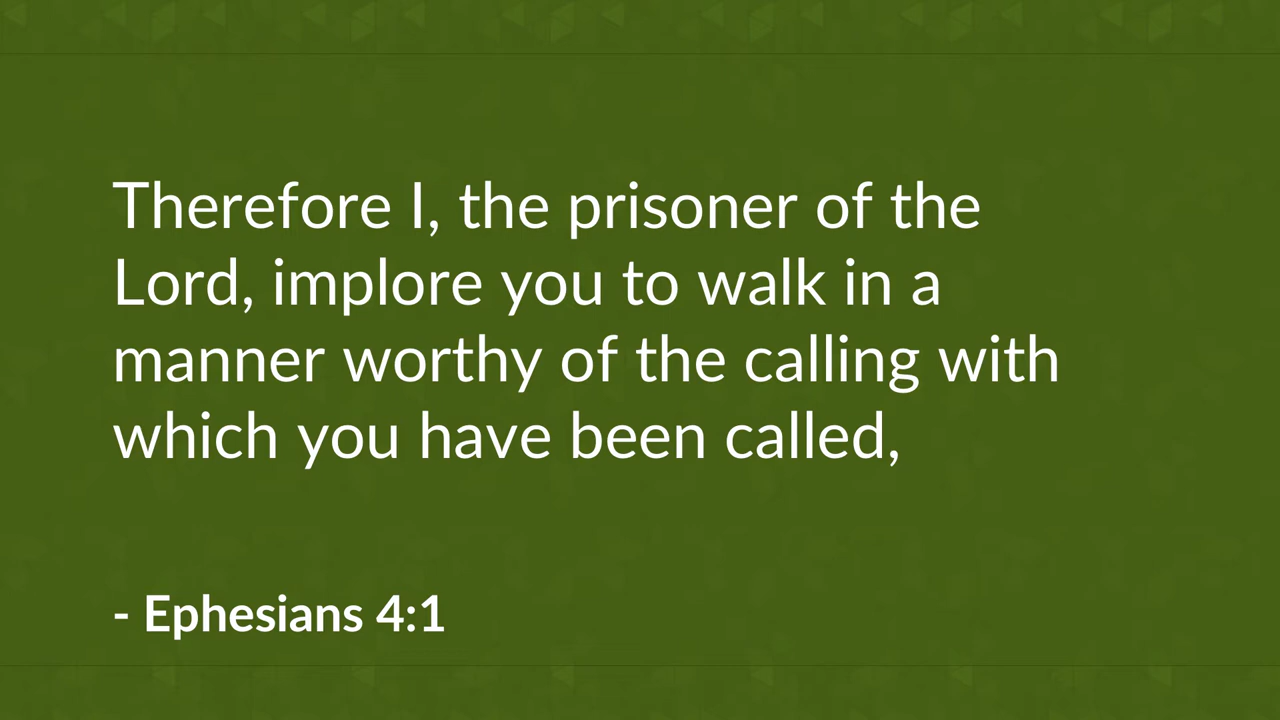 Therefore I, the prisoner of the
Lord, implore you to walk in a
manner worthy of the calling with
which you have been called,
- Ephesians 4:1